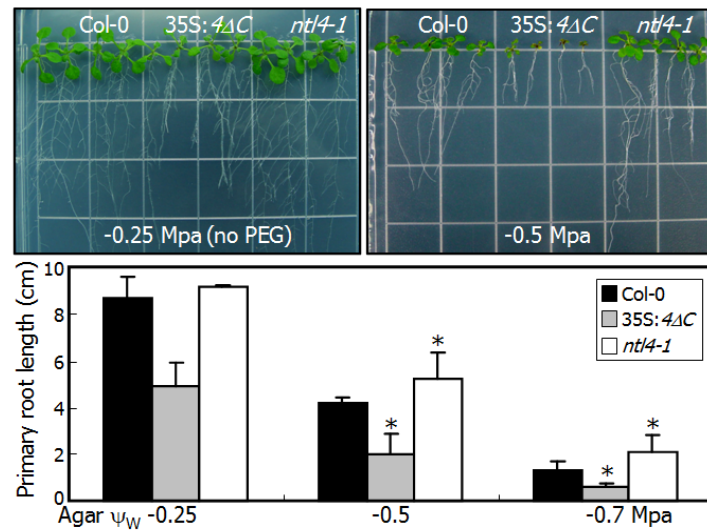 Col-0 35S:4ΔC ntl4-1
-0.25 Mpa (no PEG)
Col-0 35S:4ΔC ntl4-1
-0.5 Mpa
Primary root length (cm)
10
8
6
4
2
0
Col-0
35S:4ΔC
ntl4-1
*
*
*
*
Agar ψW -0.25 -0.5 -0.7 Mpa